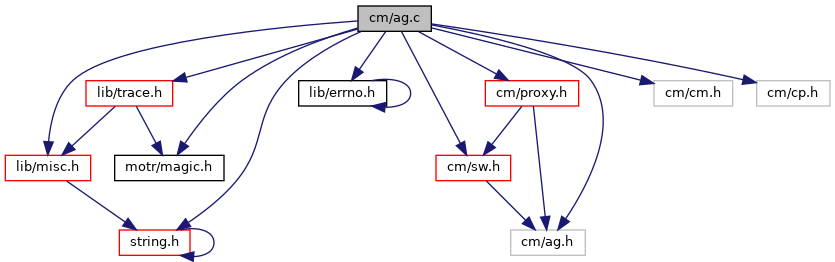 cm/ag.c
lib/trace.h
lib/errno.h
cm/proxy.h
cm/cm.h
cm/cp.h
lib/misc.h
motr/magic.h
cm/sw.h
string.h
cm/ag.h